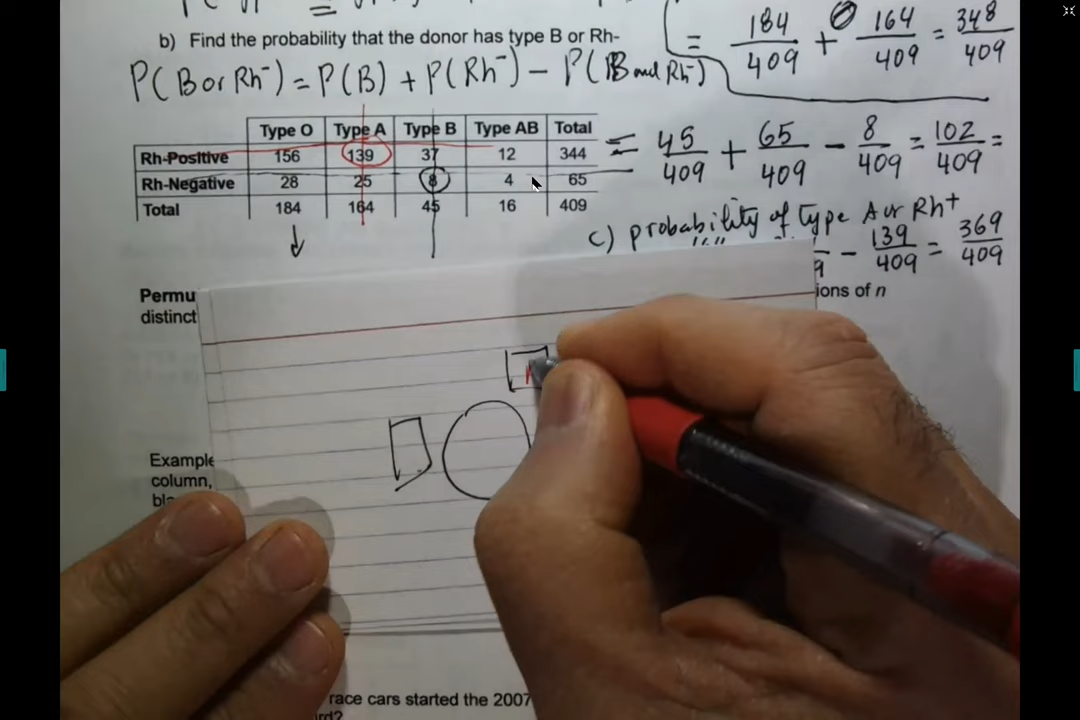 = 184/409 + 0 164/409 = 348/409
b) Find the probability that the donor has type B or Rh-
P(B or Rh⁻) = P(B) + P(Rh⁻) - P(B and Rh⁻)
Type O Type A Type B Type AB Total
Rh-Positive 156 139 37 12 344
Rh-Negative 28 25 8 4 65
Total 184 164 45 16 409
= 45/409 + 65/409 - 8/409 = 102/409 =
c) probability of type A or Rh+
- 139/409 = 369/409
Permu
ions of n
distinct
Example
column,
race cars started the 2007